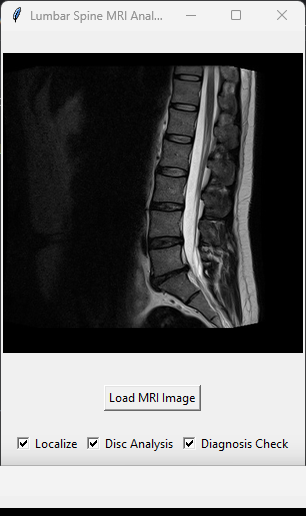 Lumbar Spine MRI Anal...
Load MRI Image
Localize Disc Analysis Diagnosis Check